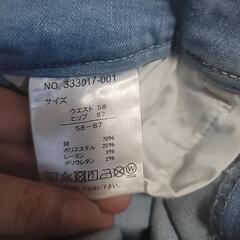 NO. 333017-001
サイズ
ウエスト 58
ヒップ 87
58-87
綿 70%
ポリエステル 25%
レーヨン 3%
ポリウレタン 2%